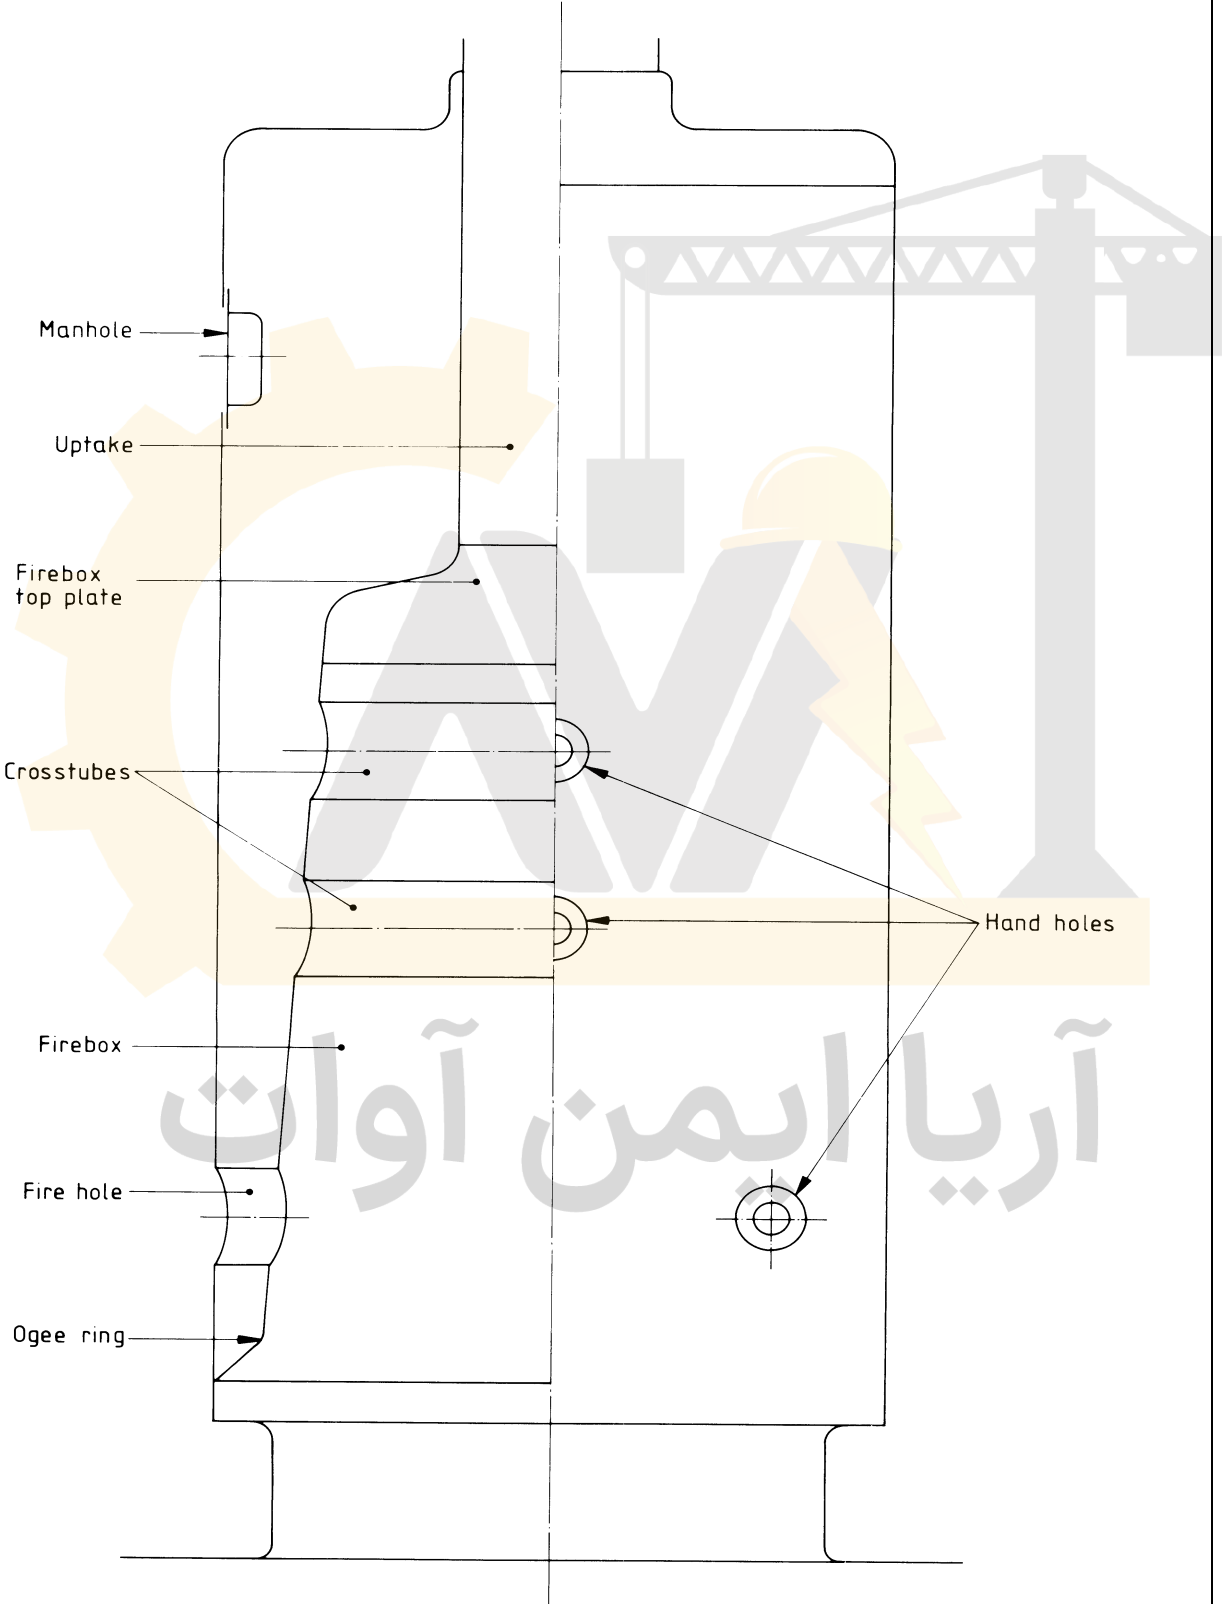 Manhole
Uptake
Firebox
top plate
Crosstubes
Hand holes
Firebox
آریا ایمن آوات
Fire hole
Ogee ring